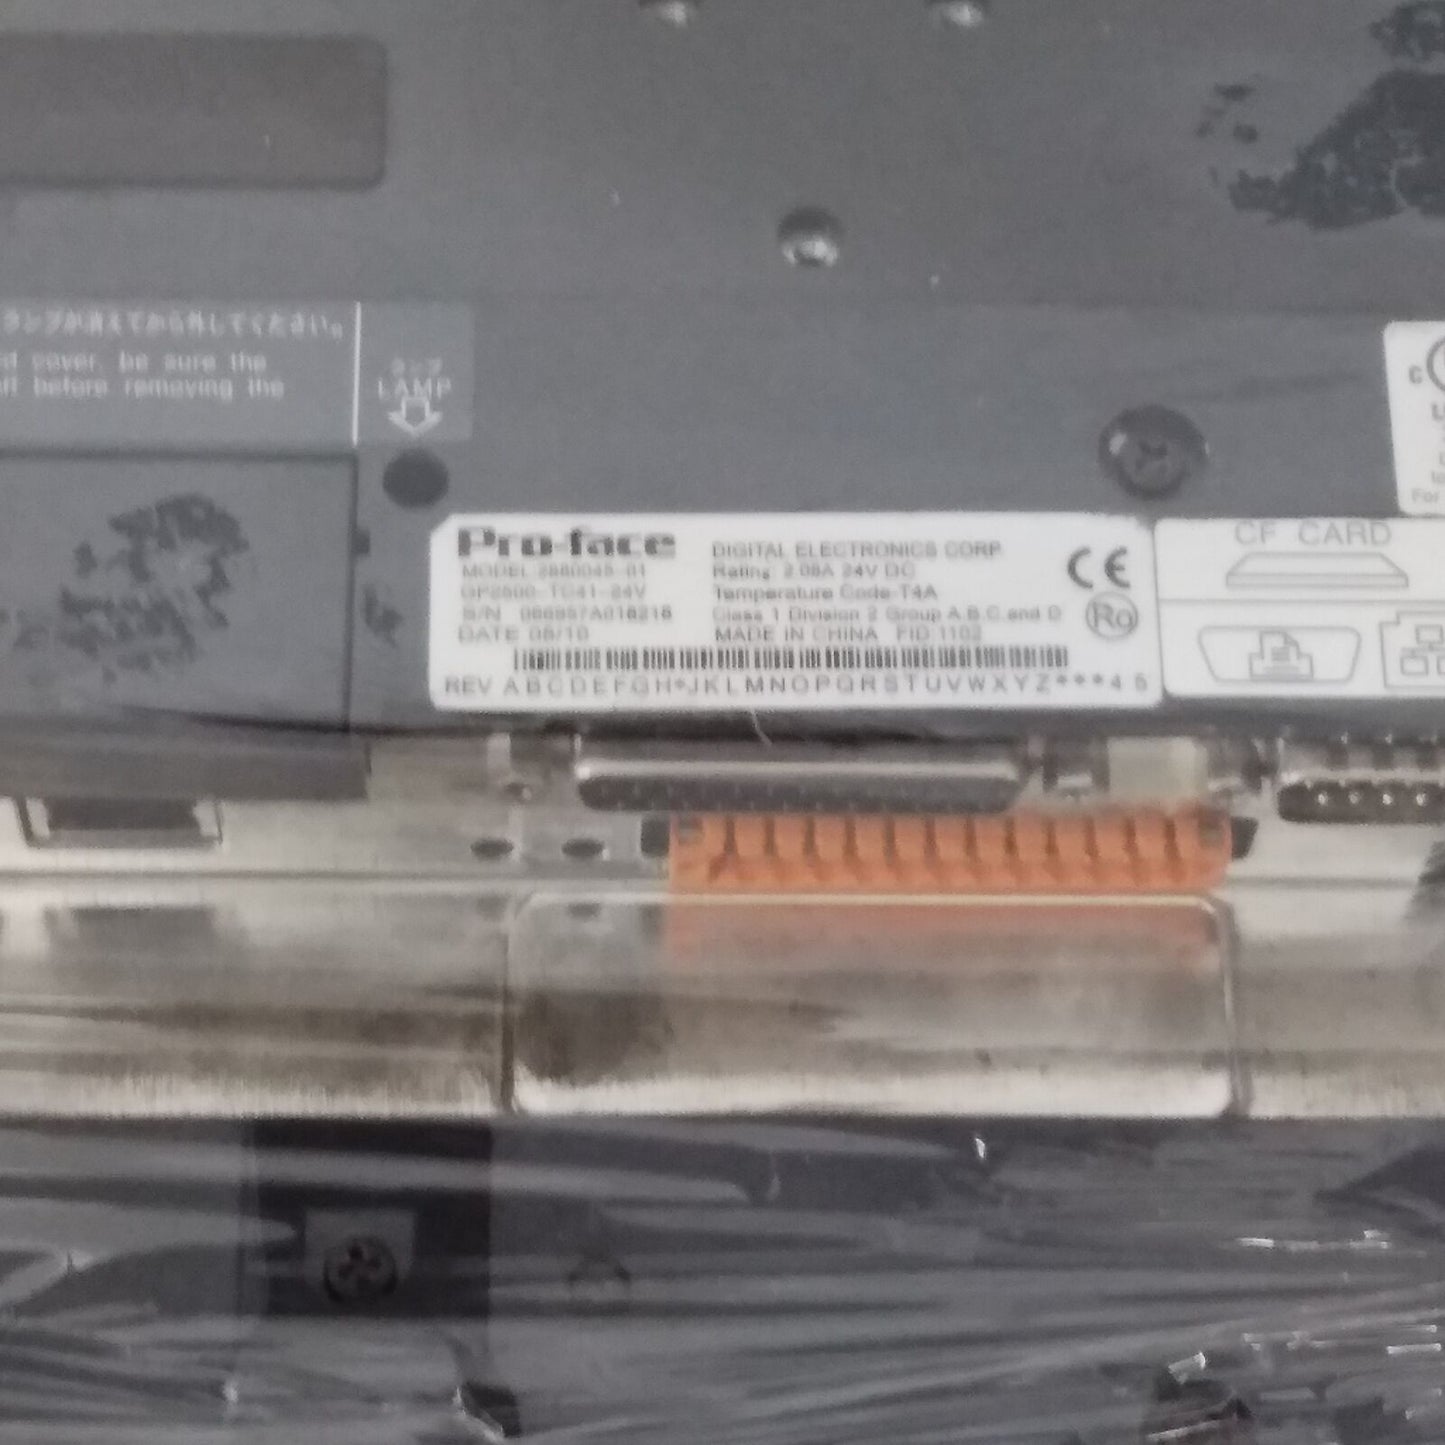 ランプが消えてから外してください。
d cover, be sure the
off before removing the
ランプ
LAMP
Pro-face
MODEL 2880045-01
GP2500-TC41-24V
S/N
DATE 08/10
DIGITAL ELECTRONICS CORP.
Rating: 2.08A 24V DC
Temperature Code-T4A
Class 1 Division 2 Group A.B.C.and D
MADE IN CHINA FID:1102
CE
REV A B C D E F G H * J K L M N O P Q R S T U V W X Y Z * * * 4 5
CF CARD
C
L
For